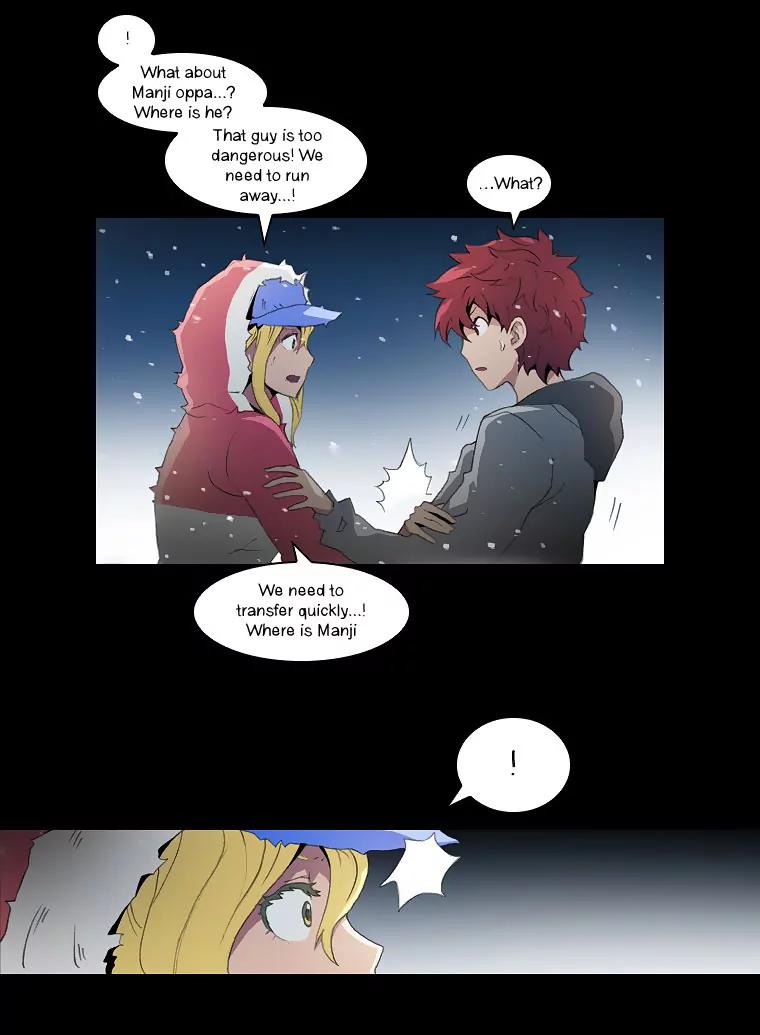 !
What about
Manji oppa...?
Where is he?
That guy is too
dangerous! We
need to run
away...!
...What?
We need to
transfer quickly...!
Where is Manji
!